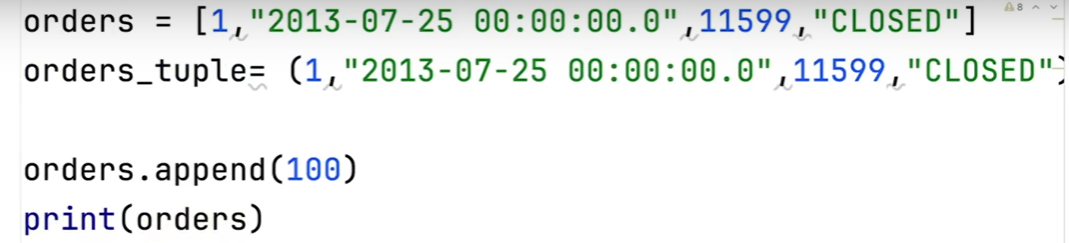 orders = [1,"2013-07-25 00:00:00.0",11599,"CLOSED"]
orders_tuple= (1,"2013-07-25 00:00:00.0",11599,"CLOSED")
orders.append(100)
print(orders)
8